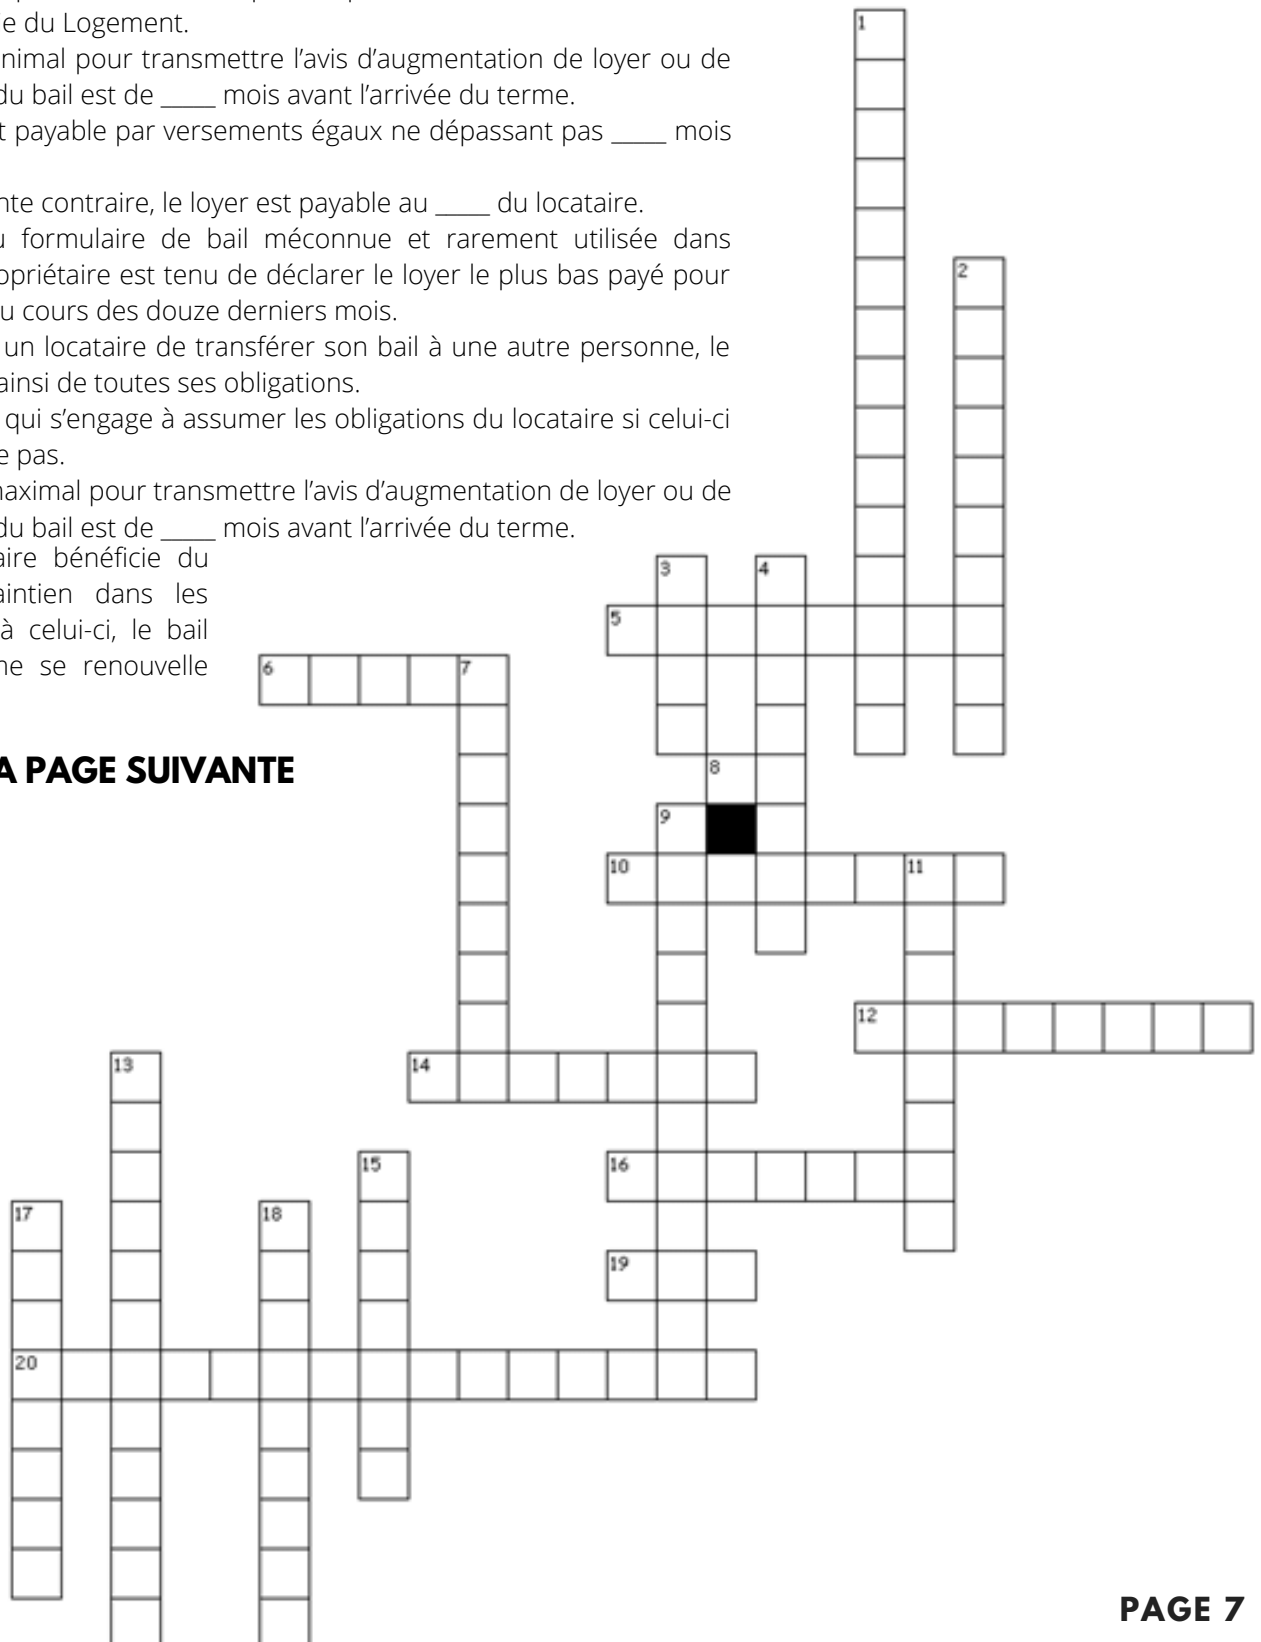 ie du Logement.
nimal pour transmettre l’avis d’augmentation de loyer ou de
du bail est de _____ mois avant l’arrivée du terme.
t payable par versements égaux ne dépassant pas _____ mois
nte contraire, le loyer est payable au _____ du locataire.
u formulaire de bail méconnue et rarement utilisée dans
opriétaire est tenu de déclarer le loyer le plus bas payé pour
u cours des douze derniers mois.
un locataire de transférer son bail à une autre personne, le
ainsi de toutes ses obligations.
qui s’engage à assumer les obligations du locataire si celui-ci
e pas.
maximal pour transmettre l’avis d’augmentation de loyer ou de
du bail est de _____ mois avant l’arrivée du terme.
aire bénéficie du
aintien dans les
à celui-ci, le bail
ne se renouvelle
A PAGE SUIVANTE
1
2
3
4
5
6
7
8
9
10
11
12
13
14
15
16
17
18
19
20
PAGE 7